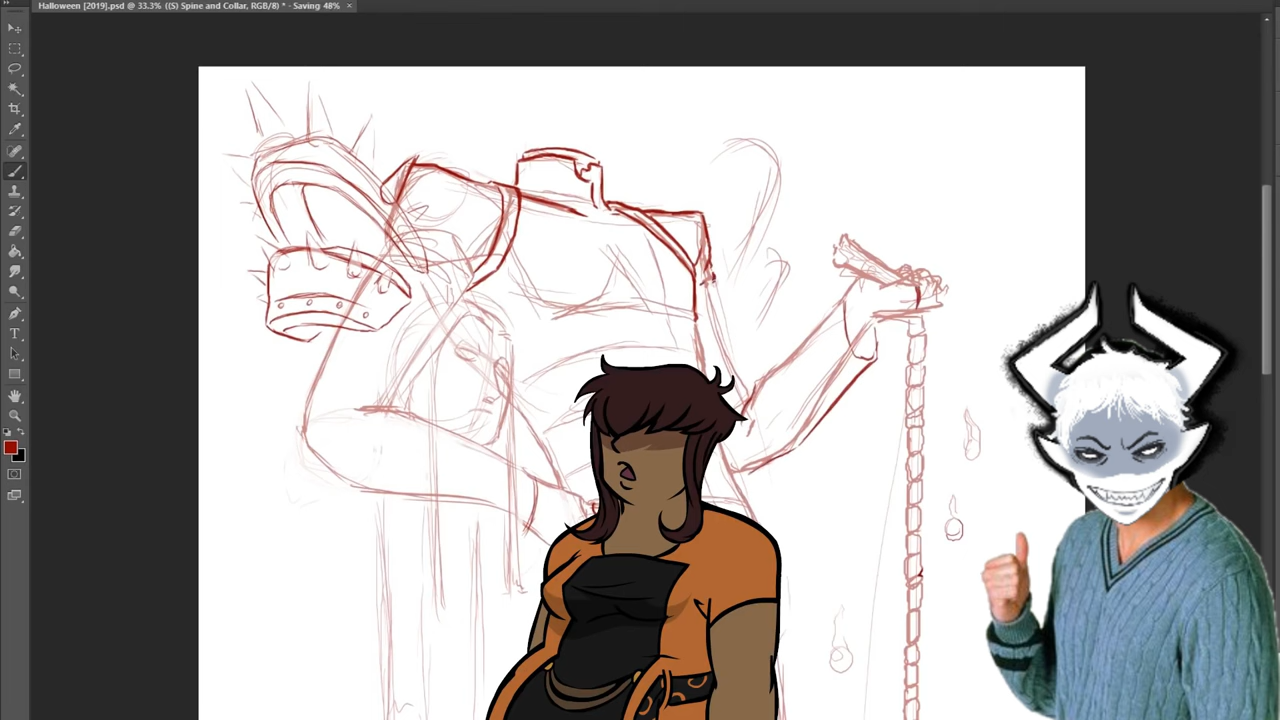 Halloween [2019].psd @ 33.3% ((S) Spine and Collar, RGB/8) * - Saving 48%